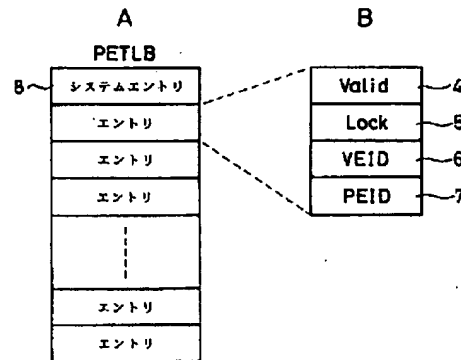 A
PETLB
8
システムエントリ
エントリ
エントリ
エントリ
エントリ
エントリ
B
Valid
4
Lock
5
VEID
6
PEID
7